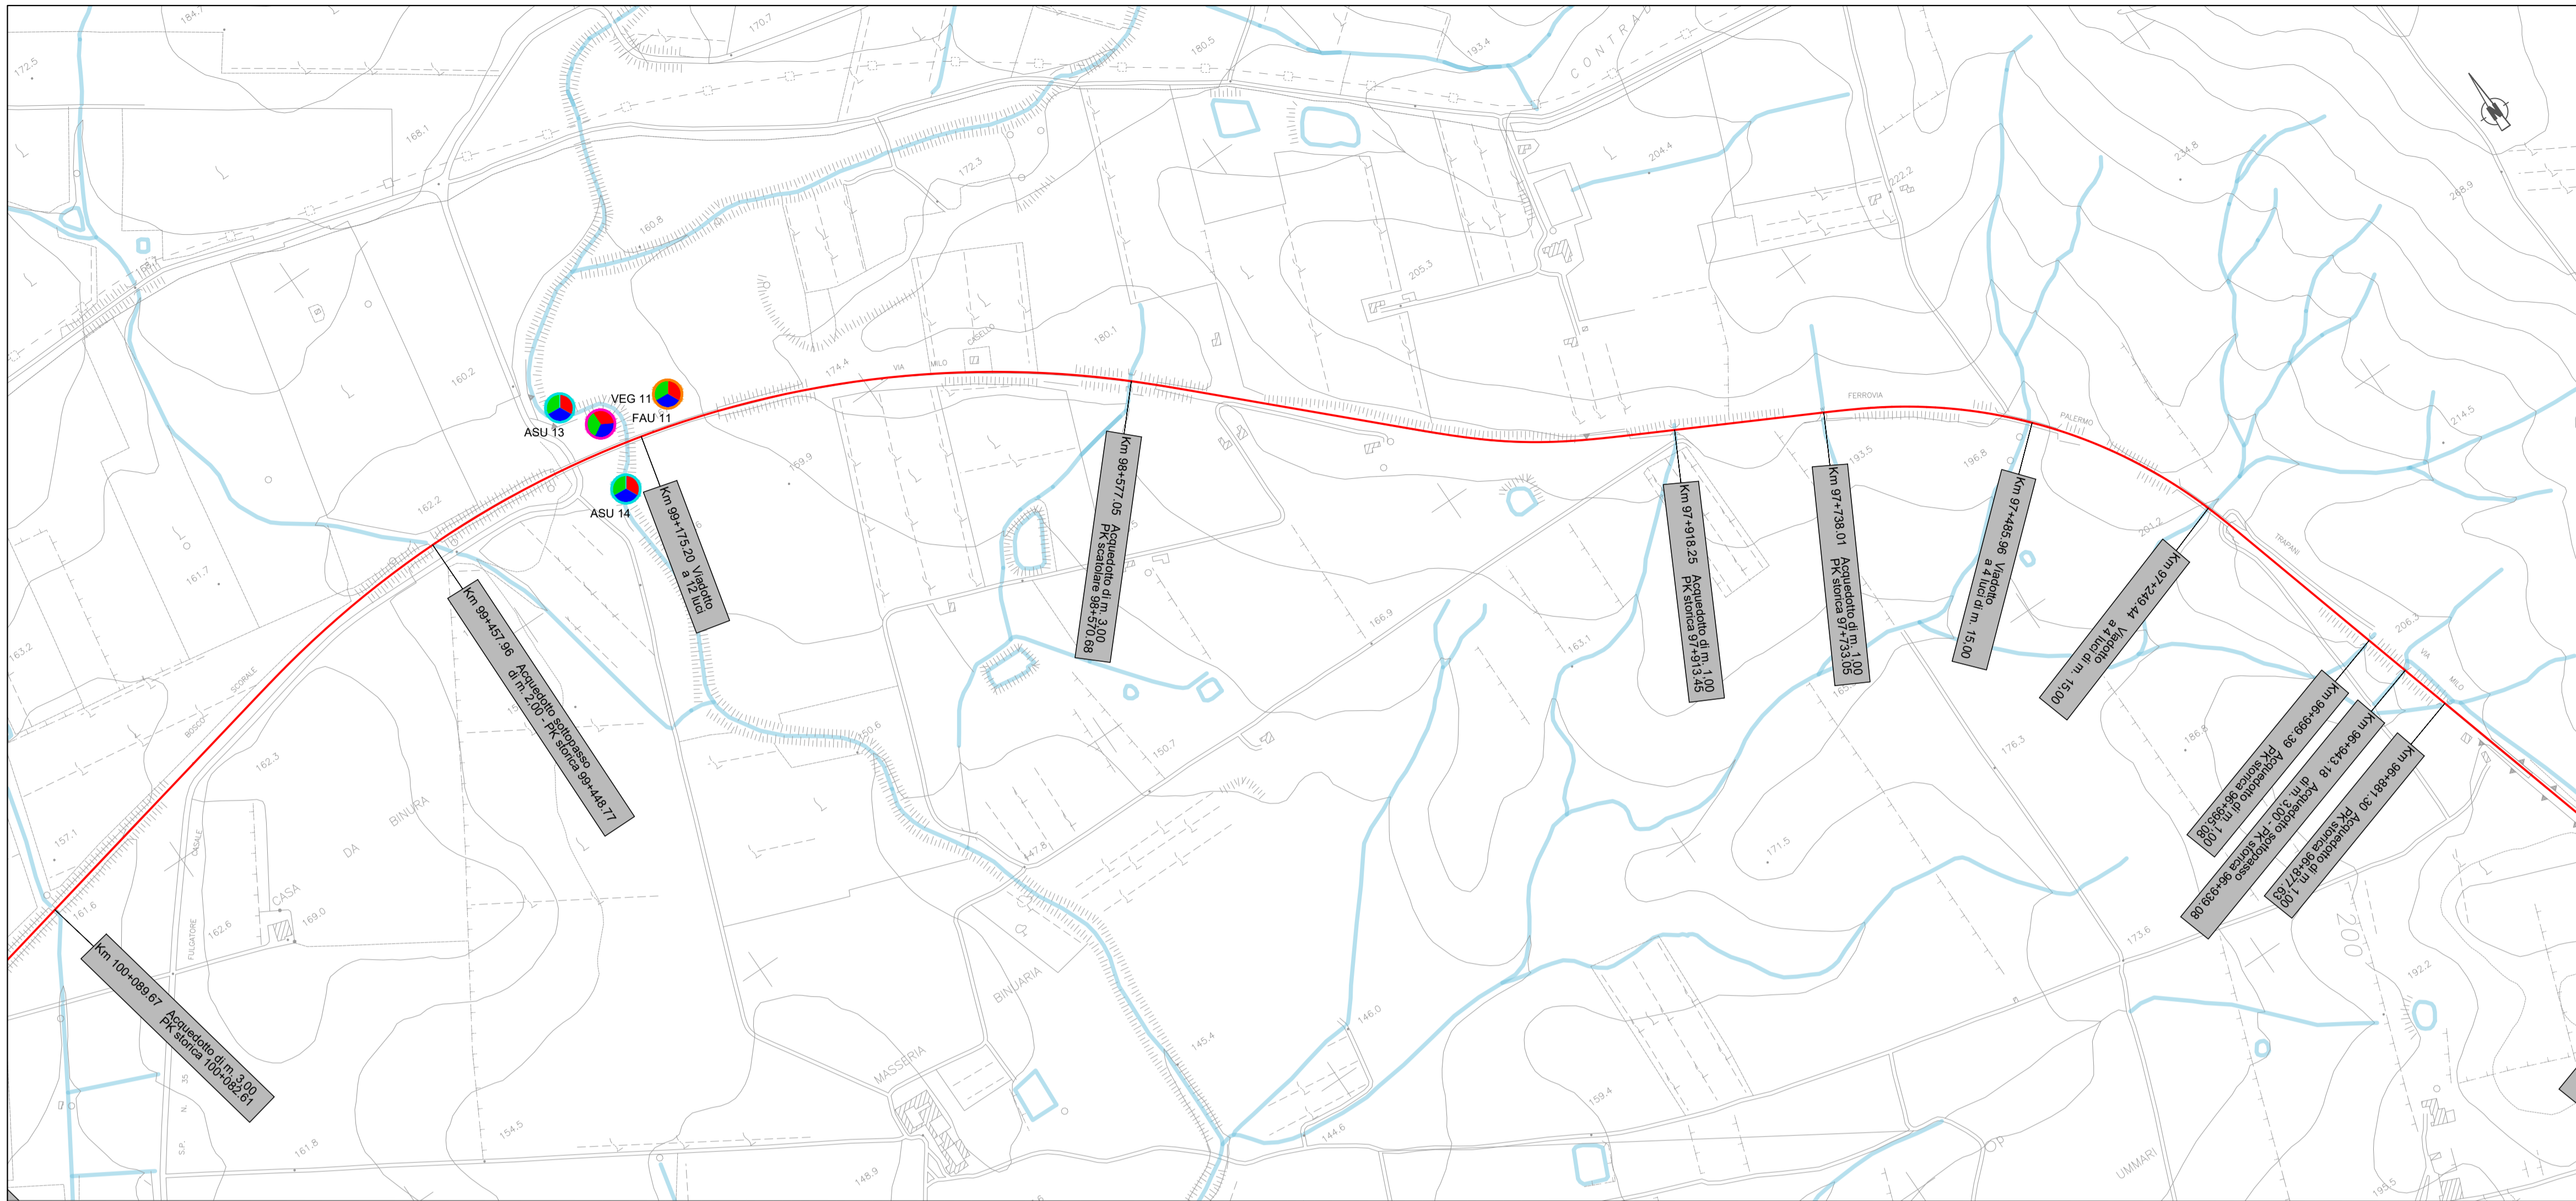 184.7
170.7
180.5
193.4
CONTRAD
172.5
168.1
172.3
204.4
222.2
234.8
268.9
N
160.8
205.3
168.7
160.2
174.4
VIA
MILO
CASELLO
180.1
FERROVIA
PALERMO
214.5
VEG 11
FAU 11
ASU 13
ASU 14
162.2
159.9
193.5
196.8
201.2
TRAPANI
Km 99+175.20 Viadotto
a 12 luci
Km 98+577.05 Acquedotto di m. 3,00
PK scatolare 98+570.68
Km 97+918.25 Acquedotto di m. 1,00
PK storica 97+913.45
Km 97+738.01 Acquedotto di m. 1,00
PK storica 97+733.05
Km 97+485.96 Viadotto
a 4 luci di m. 15,00
Km 97+249.44 Viadotto
a 4 luci di m. 15,00
Km 99+457.96 Acquedotto sottopasso
di m. 2,00 - PK storica 99+448.77
161.7
163.2
166.9
163.1
206.3
VIA
MILO
Km 96+999.39 Acquedotto di m. 1,00
PK storica 96+995.08
Km 96+943.18 Acquedotto sottopasso
di m. 3,00 - PK storica 96+939.08
Km 96+881.30 Acquedotto di m. 1,00
PK storica 96+877.63
BOSCO
SCORALE
162.3
150.6
150.7
176.3
186.8
BINURA
DA
CASA
157.1
CASALE
147.8
171.5
161.6
162.6
169.0
FULGATORE
200
173.6
192.2
Km 100+089.67 Acquedotto di m. 3,00
PK storica 100+082.61
BINUARIA
MASSERIA
145.4
146.0
159.4
S.P. N. 35
154.5
161.8
148.9
144.6
UMMARI
195.5